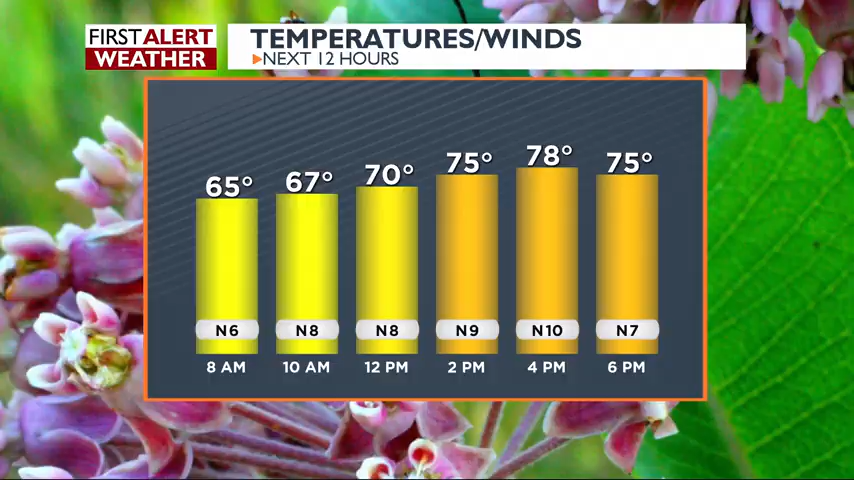 FIRST ALERT
WEATHER
TEMPERATURES/WINDS
NEXT 12 HOURS
65° 67° 70° 75° 78° 75°
N6 N8 N8 N9 N10 N7
8 AM 10 AM 12 PM 2 PM 4 PM 6 PM